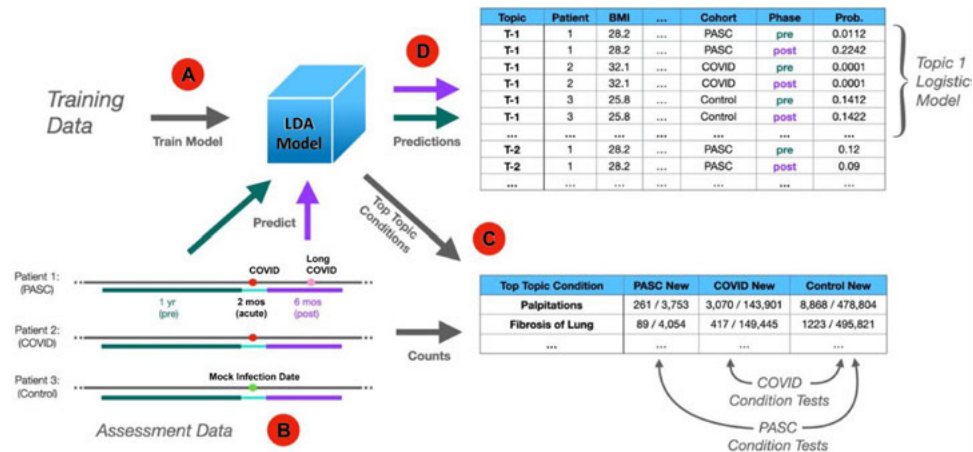 A
Training
Data
Train Model
LDA
Model
D
Predictions
Topic Patient BMI ... Cohort Phase Prob.
T-1 1 28.2 ... PASC pre 0.0112
T-1 1 28.2 ... PASC post 0.2242
T-1 2 32.1 ... COVID pre 0.0001
T-1 2 32.1 ... COVID post 0.0001
T-1 3 25.8 ... Control pre 0.1412
T-1 3 25.8 ... Control post 0.1422
... ... ... ... ... ... ...
T-2 1 28.2 ... PASC pre 0.12
T-2 1 28.2 ... PASC post 0.09
... ... ... ... ... ... ...
Topic 1
Logistic
Model
Predict
Top Topic
Conditions
C
Patient 1:
(PASC)
COVID
Long
COVID
1 yr
(pre)
2 mos
(acute)
6 mos
(post)
Patient 2:
(COVID)
Patient 3:
(Control)
Mock Infection Date
Assessment Data
B
Counts
Top Topic Condition PASC New COVID New Control New
Palpitations 261 / 3,753 3,070 / 143,901 8,868 / 478,804
Fibrosis of Lung 89 / 4,054 417 / 149,445 1223 / 495,821
... ... ... ...
COVID
Condition Tests
PASC
Condition Tests